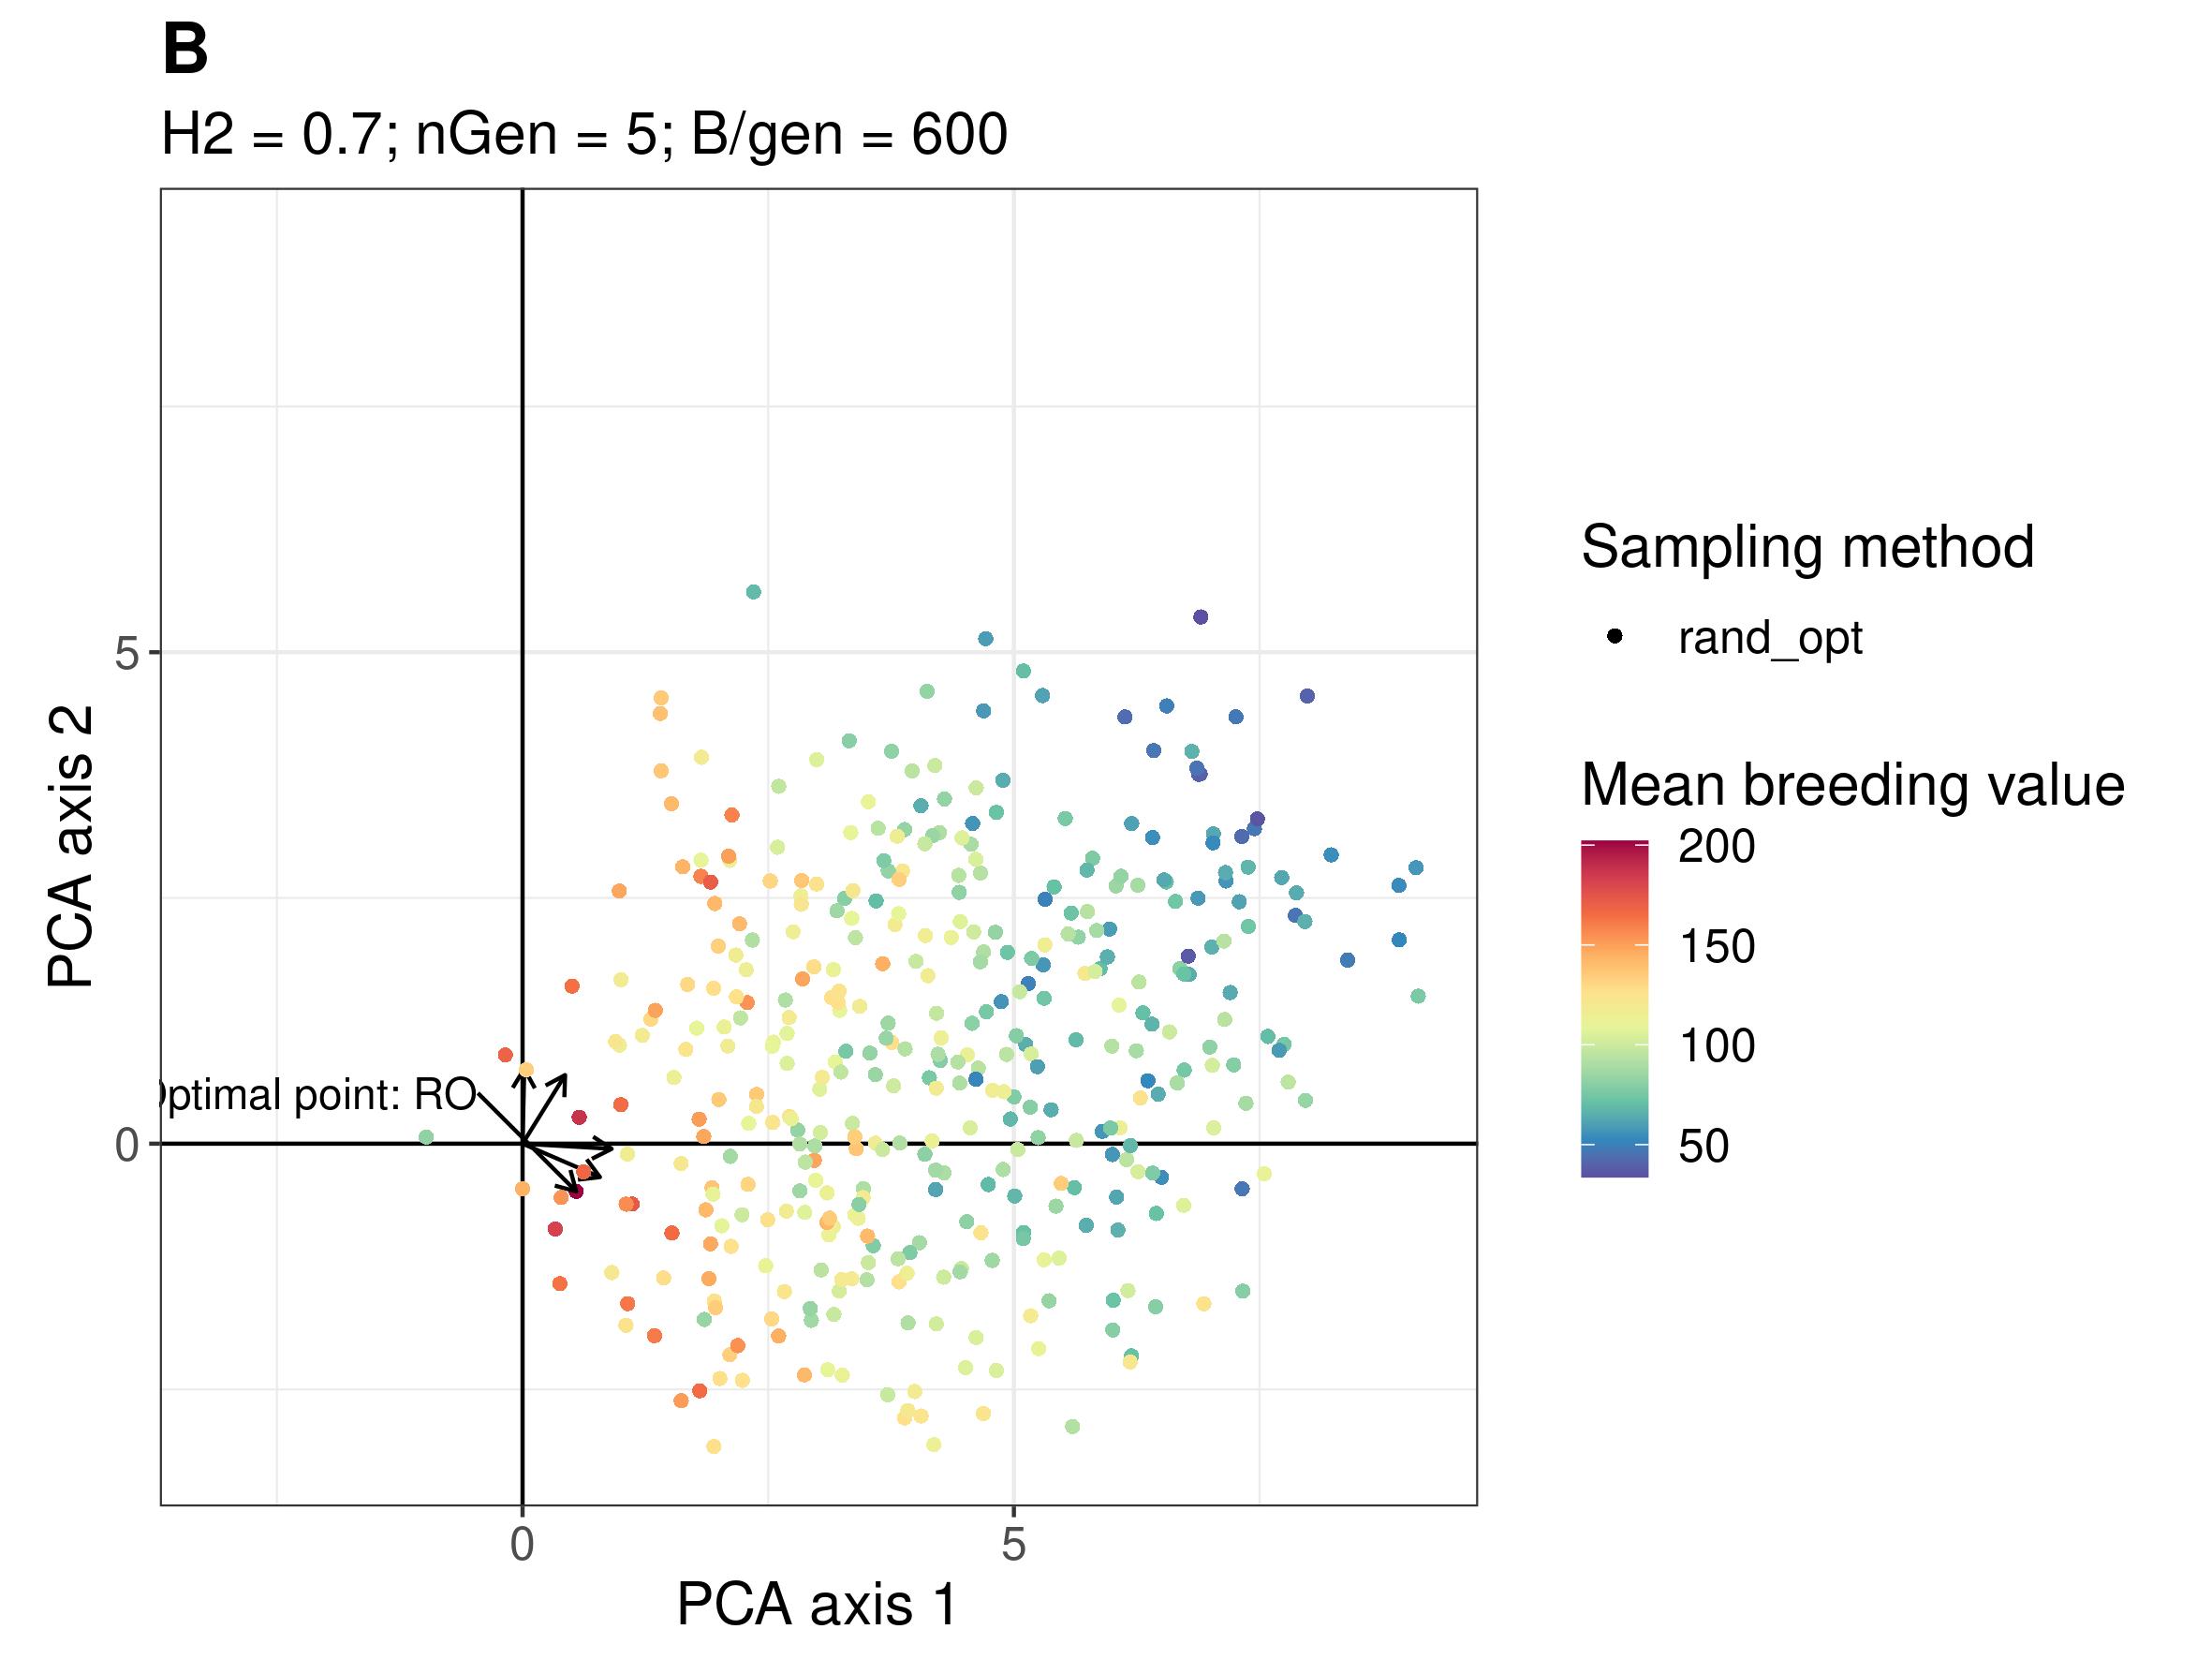 B
H2 = 0.7; nGen = 5; B/gen = 600
PCA axis 2
5
0
ptimal point: RO
0
5
PCA axis 1
Sampling method
rand_opt
Mean breeding value
200
150
100
50